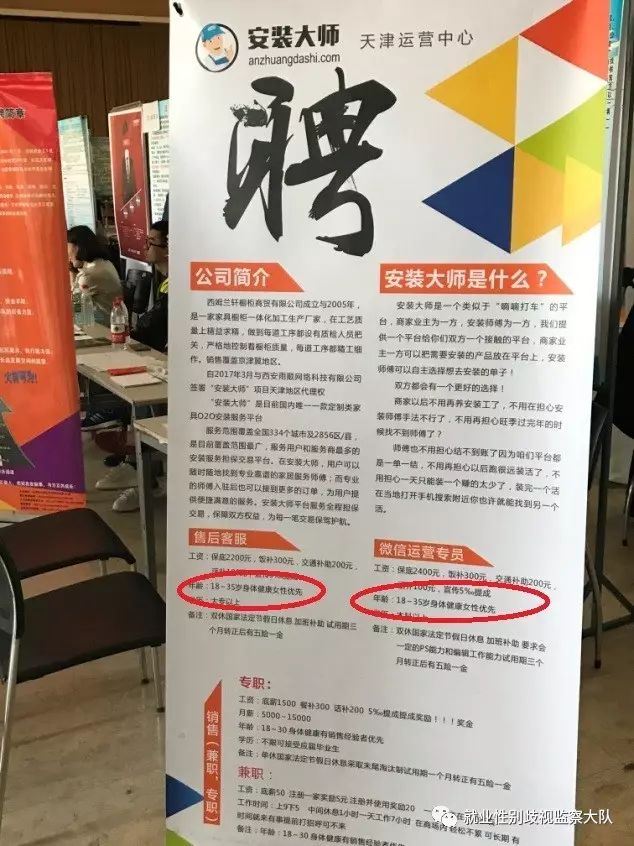 安装大师
anzhuangdashi.com
天津运营中心
聘
公司简介
西姆兰轩橱柜商贸有限公司成立与2005年，
是一家家具橱柜一体化加工生产厂家，在工艺质
量上精益求精，做到每道工序都设有质检人员把
关，严格地控制着橱柜质量，每道工序都精工细
作。销售覆盖京津冀地区。
自2017年3月与西安雨眼网络科技有限公司
签署“安装大师”项目天津地区代理权
“安装大师”是目前国内唯一一款定制类家
具O2O安装服务平台
服务范围覆盖全国334个城市及2856区/县，
是目前覆盖范围最广，服务用户和服务商最多的
安装服务担保交易平台。在安装大师，用户可以
随时随地找到专业靠谱的家居服务师傅；而专业
的师傅入驻后也可以接到更多的订单，为用户提
供便捷满意的服务。安装大师平台服务全程担保
交易，保障双方权益，为每一笔交易保驾护航。
安装大师是什么？
安装大师是一个类似于“嘀嘀打车”的平
台，商家业主为一方，安装师傅为一方，我们提
供一个平台给你们双方一个接触的平台，商家业
主一方可以把需要安装的产品放在平台上，安装
师傅可以自主选择想去安装的单子！
双方都会有一个更好的选择！
商家以后不用再养安装工了，不用在担心安
装师傅手法不行了，不用再担心旺季过完年的时
候找不到师傅了？
师傅也不用担心结不到账了因为咱们平台都
是一单一结，不用再担心以后跑很远装活了，不
用担心一天只能装一个赚的太少了，装完一个活
在当地打开手机搜索附近你也许就能找到另一个
活。
售后客服
工资：保底2200元，饭补300元，交通补助200元，
年龄：18－35岁身体健康女性优先
学历：大专以上
备注：双休国家法定节假日休息 加班补助 试用期三
个月转正后有五险一金
微信运营专员
工资：保底2400元，饭补300元，交通补助200元，
100元，宣传5‰提成
年龄：18－35岁身体健康女性优先
备注：双休国家法定节假日休息 加班补助 要求会
一定的PS能力和编辑工作能力试用期三个
月转正后有五险一金
销售（兼职，专职）
专职：
工资：底薪1500 餐补300 话补200 5‰提成提成奖励！！！奖金
月薪：5000－15000
年龄：18－30 身体健康有销售经验者优先
学历：不限可接受应届毕业生
备注：单休国家法定节假日休息采取末尾淘汰制试用期一个月转正有五险一金
兼职：
工资：底薪50 注册一家奖励5元 注册并使用奖励20
工作时间：上9下5 中间休息1小时一天工作7小时 在商场内 轻松不累 可长期 有
时间就来有事提前打招呼可不来
年龄：18－30 身体健康有销售经验者优先
就业性别歧视监察大队